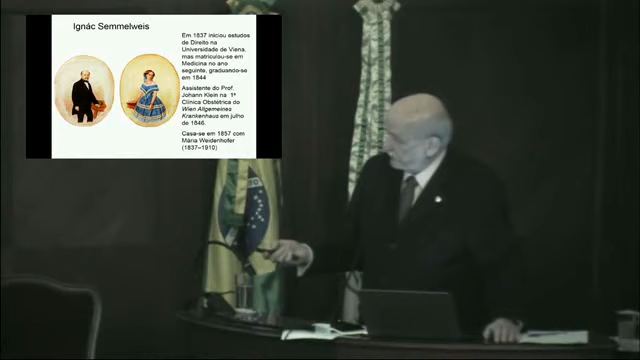 Ignác Semmelweis
Em 1837 iniciou estudos
de Direito na
Universidade de Viena,
mas matriculou-se em
Medicina no ano
seguinte, graduando-se
em 1844
Assistente do Prof.
Johann Klein na 1ª
Clínica Obstétrica do
Wien Allgemeines
Krankenhaus em julho
de 1846.
Casa-se em 1857 com
Mária Weidenhofer
(1837–1910)